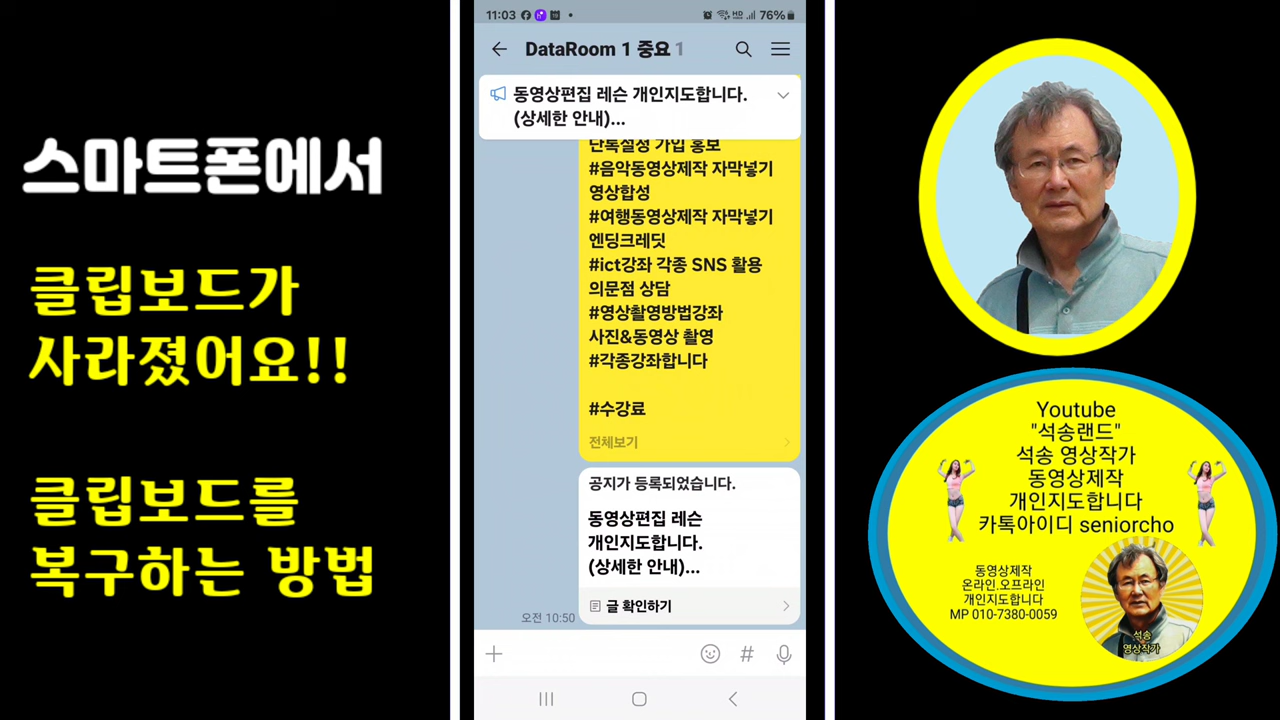 스마트폰에서
클립보드가
사라졌어요!!
클립보드를
복구하는 방법
11:03
76%
DataRoom 1 중요 1
동영상편집 레슨 개인지도합니다.
(상세한 안내)...
단톡설정 가입 홍보
#음악동영상제작 자막넣기
영상합성
#여행동영상제작 자막넣기
엔딩크레딧
#ict강좌 각종 SNS 활용
의문점 상담
#영상촬영방법강좌
사진&동영상 촬영
#각종강좌합니다
#수강료
전체보기
공지가 등록되었습니다.
동영상편집 레슨
개인지도합니다.
(상세한 안내)...
글 확인하기
오전 10:50
Youtube
"석송랜드"
석송 영상작가
동영상제작
개인지도합니다
카톡아이디 seniorcho
동영상제작
온라인.오프라인
개인지도합니다
MP 010-7380-0059
석송
영상작가